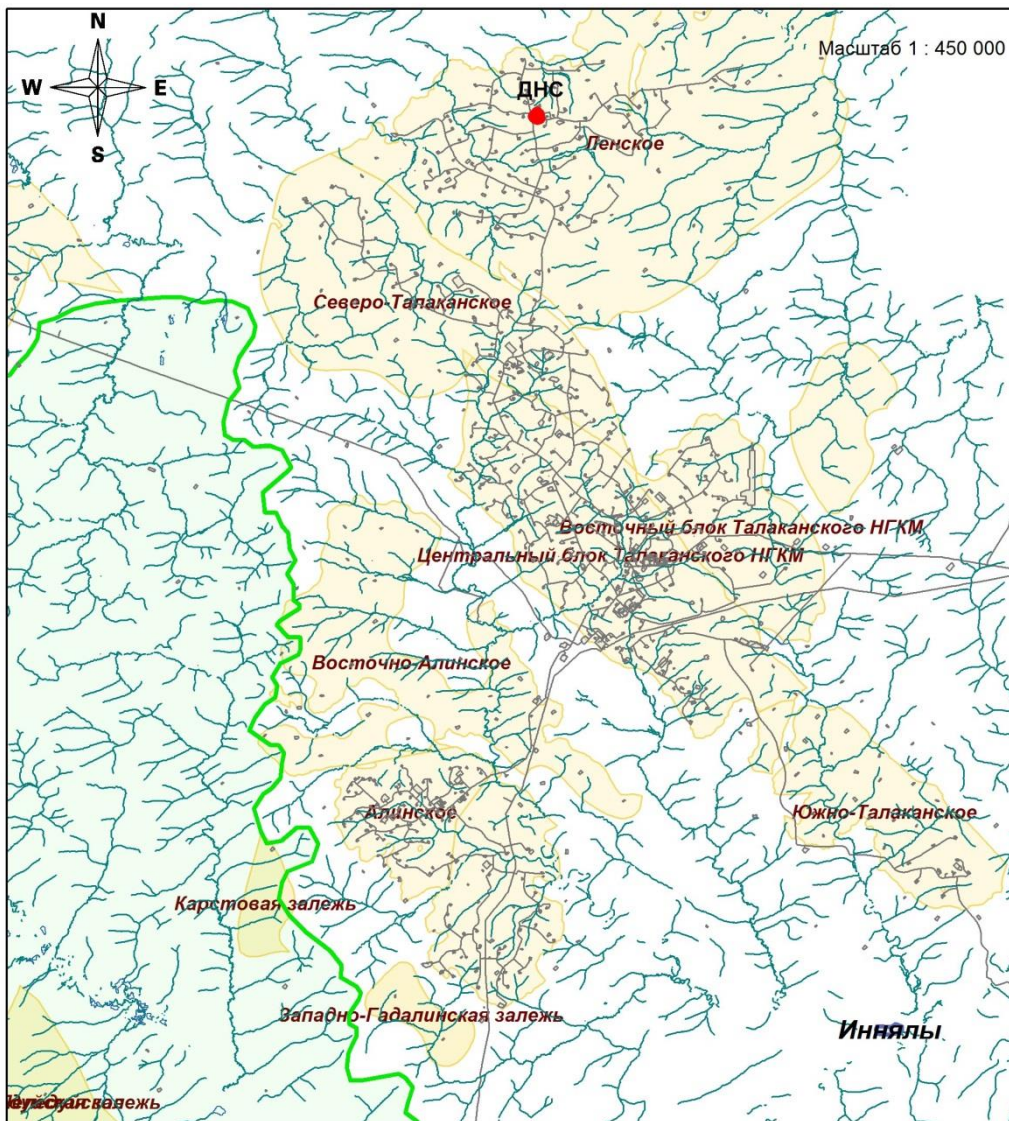 N
Масштаб 1 : 450 000
W
E
ДНС
S
Ленское
Северо-Талаканское
Восточный блок Талаканского НГКМ
Центральный блок Талаканского НГКМ
Восточно-Алинское
Алинское
Южно-Талаканское
Карстовая залежь
Западно-Гадалинская залежь
Иннялы
залежь